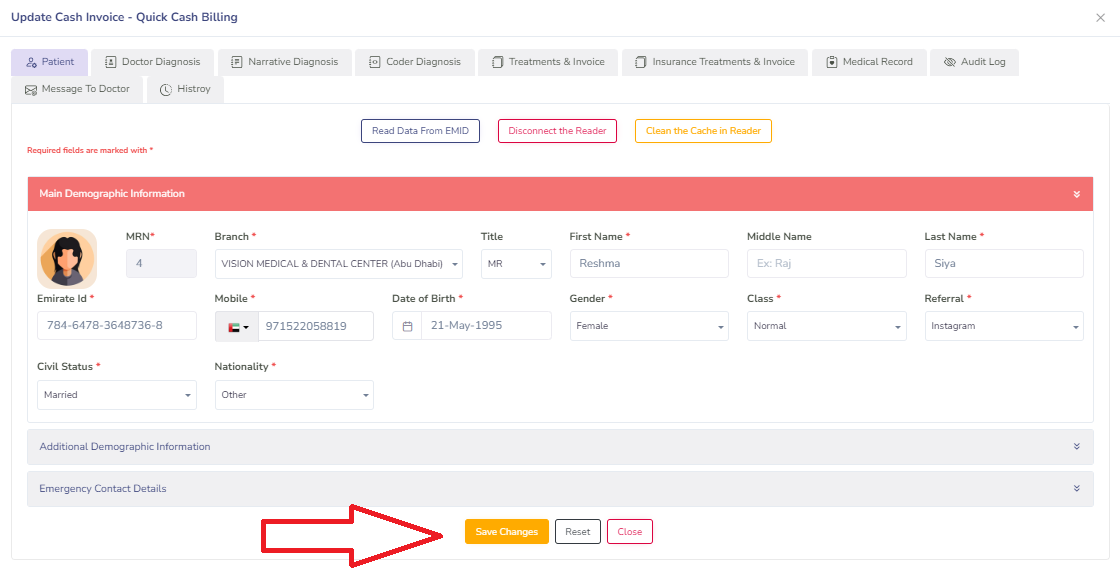 Update Cash Invoice - Quick Cash Billing
Patient Doctor Diagnosis Narrative Diagnosis Coder Diagnosis Treatments & Invoice Insurance Treatments & Invoice Medical Record Audit Log
Message To Doctor Histroy
Read Data From EMID Disconnect the Reader Clean the Cache in Reader
Required fields are marked with *
Main Demographic Information
MRN* Branch * Title First Name * Middle Name Last Name *
4 VISION MEDICAL & DENTAL CENTER (Abu Dhabi) MR Reshma Ex: Raj Siya
Emirate Id * Mobile * Date of Birth * Gender * Class * Referral *
784-6478-3648736-8 971522058819 21-May-1995 Female Normal Instagram
Civil Status * Nationality *
Married Other
Additional Demographic Information
Emergency Contact Details
Save Changes Reset Close